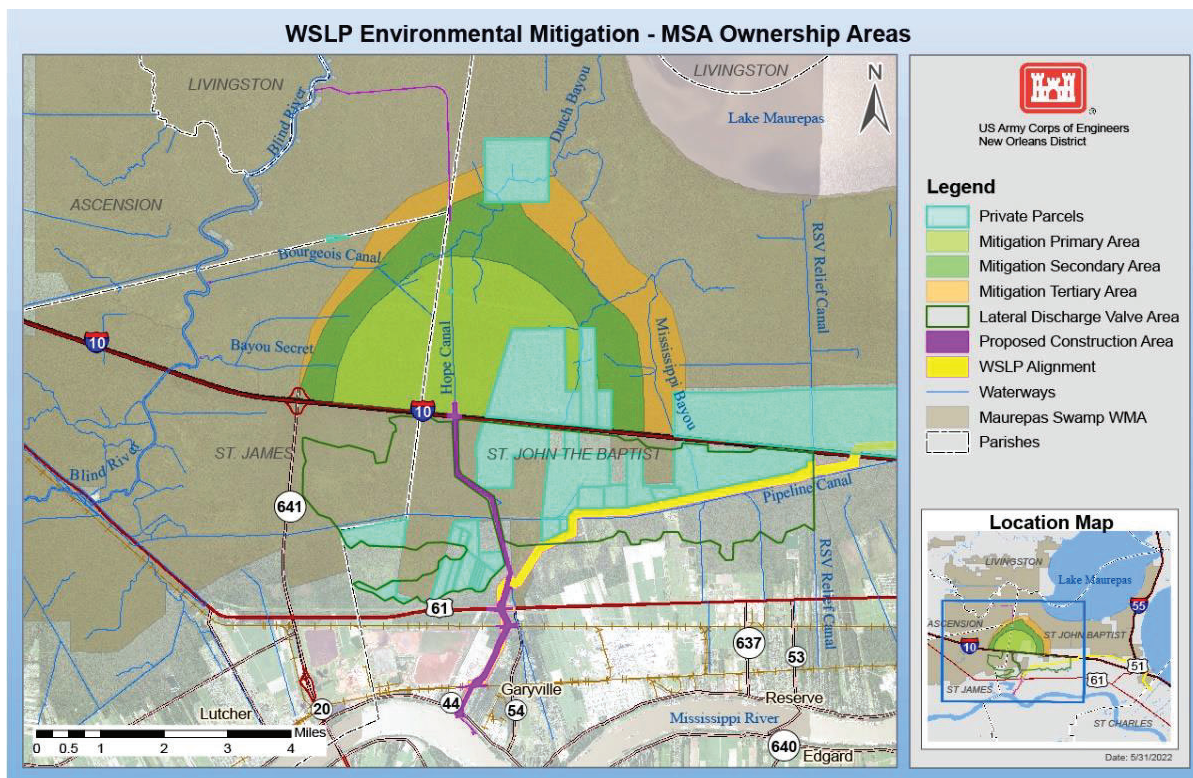 WSLP Environmental Mitigation - MSA Ownership Areas
LIVINGSTON
LIVINGSTON
N
Blind River
Dutch Bayou
Lake Maurepas
ASCENSION
Bourgeois Canal
RSV Relief Canal
Bayou Secret
Hope Canal
Mississippi Bayou
10
10
ST. JAMES
ST. JOHN THE BAPTIST
Blind River
641
Pipeline Canal
RSV Relief Canal
61
637
53
Lutcher
20
44
Garyville
54
Reserve
Mississippi River
640
Edgard
Miles
0 0.5 1 2 3 4
®
US Army Corps of Engineers
New Orleans District
Legend
Private Parcels
Mitigation Primary Area
Mitigation Secondary Area
Mitigation Tertiary Area
Lateral Discharge Valve Area
Proposed Construction Area
WSLP Alignment
Waterways
Maurepas Swamp WMA
Parishes
Location Map
LIVINGSTON
Lake Maurepas
55
ASCENSION
ST JOHN BAPTIST
10
51
61
ST JAMES
ST CHARLES
Date: 5/31/2022